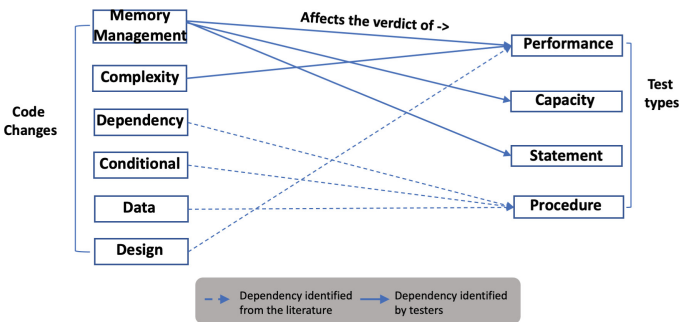 Affects the verdict of ->
Memory
Management
Performance
Complexity
Test
types
Capacity
Code
Changes
Dependency
Statement
Conditional
Procedure
Data
Design
Dependency identified
from the literature
Dependency identified
by testers